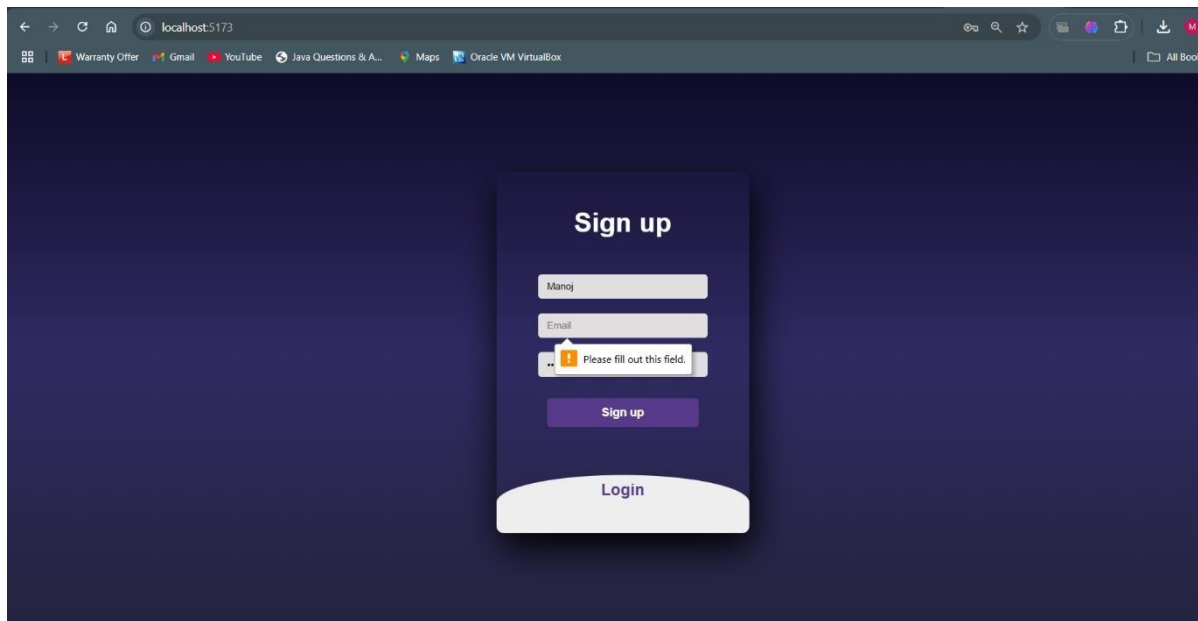 localhost:5173
Warranty Offer Gmail YouTube Java Questions & A... Maps Oracle VM VirtualBox All Boo
Sign up
Manoj
Email
Please fill out this field.
Sign up
Login